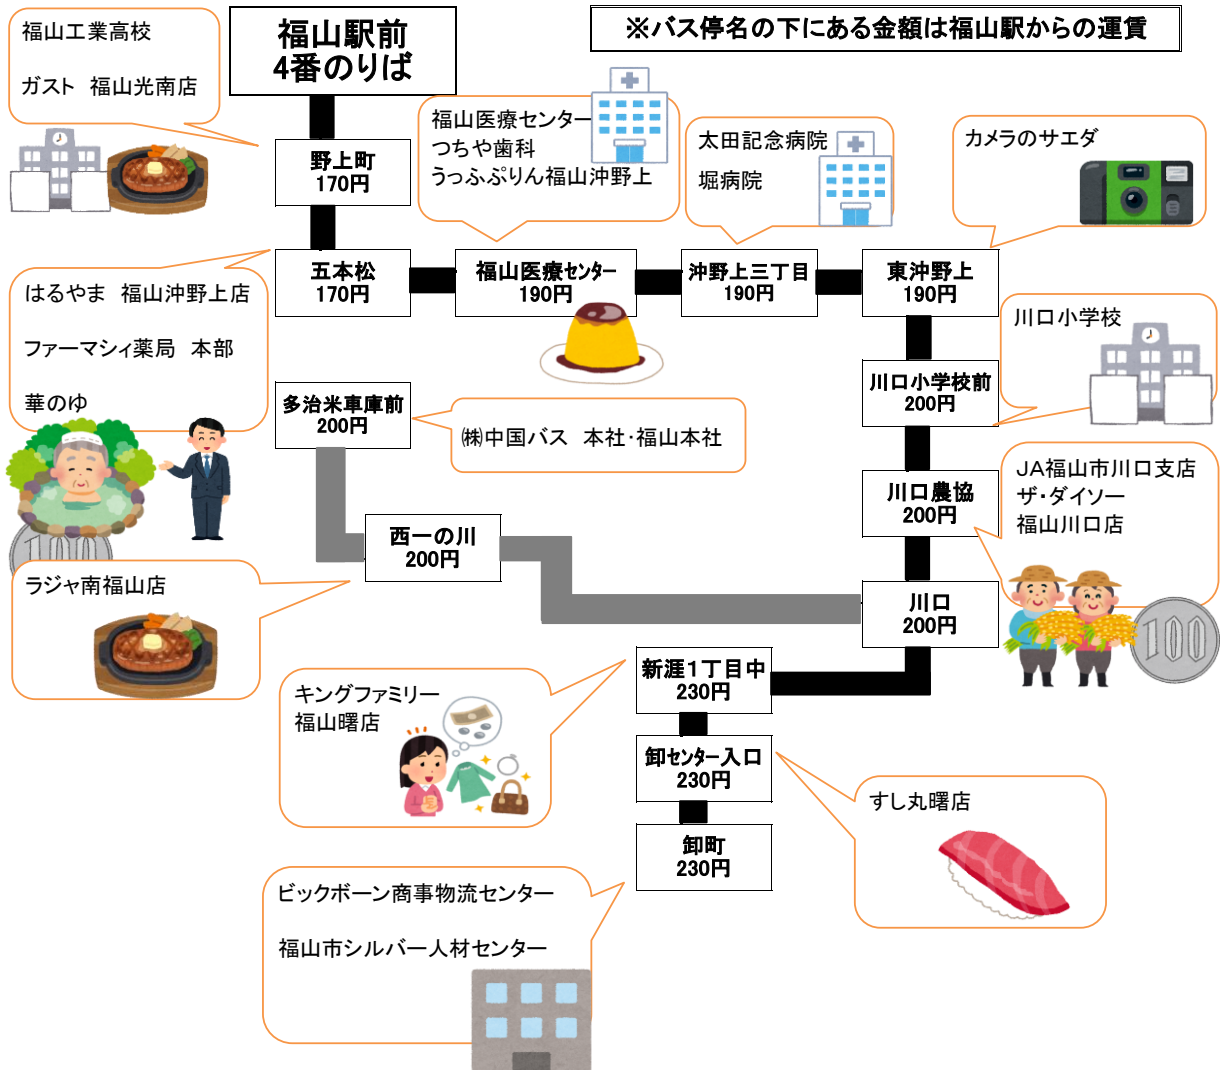 福山工業高校
ガスト　福山光南店
福山駅前
4番のりば
※バス停名の下にある金額は福山駅からの運賃
野上町
170円
福山医療センター
つちや歯科
うっふぷりん福山沖野上
太田記念病院
堀病院
カメラのサエダ
五本松
170円
福山医療センター
190円
沖野上三丁目
190円
東沖野上
190円
はるやま　福山沖野上店
ファーマシィ薬局　本部
華のゆ
川口小学校
川口小学校前
200円
多治米車庫前
200円
㈱中国バス　本社・福山本社
川口農協
200円
JA福山市川口支店
ザ・ダイソー
福山川口店
西一の川
200円
100
ラジャ南福山店
川口
200円
100
新涯1丁目中
230円
キングファミリー
福山曙店
卸センター入口
230円
すし丸曙店
卸町
230円
ビックボーン商事物流センター
福山市シルバー人材センター